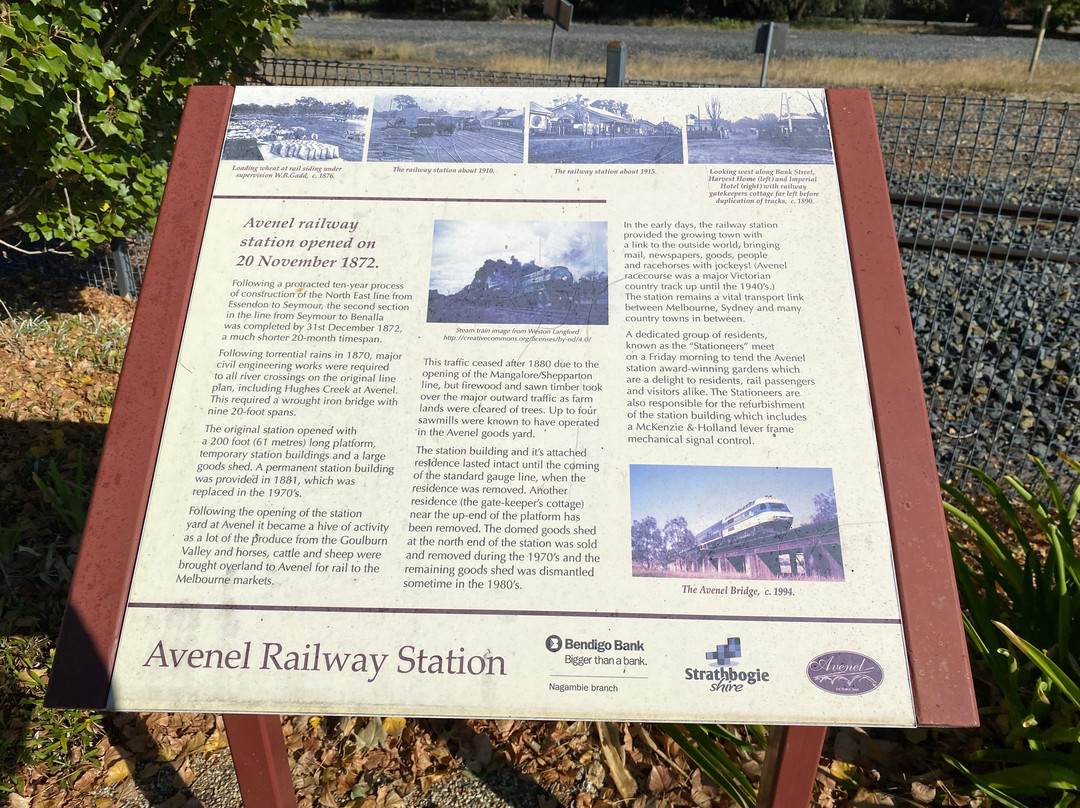 Loading wheat at rail siding under
supervision W.B.Gadd, c. 1876.
The railway station about 1910.
The railway station about 1915.
Looking west along Bank Street,
Harvest Home (left) and Imperial
Hotel (right) with railway
gatekeepers cottage far left before
duplication of tracks, c. 1890.
Avenel railway
station opened on
20 November 1872.
Following a protracted ten-year process
of construction of the North East line from
Essendon to Seymour, the second section
in the line from Seymour to Benalla
was completed by 31st December 1872,
a much shorter 20-month timespan.
Following torrential rains in 1870, major
civil engineering works were required
to all river crossings on the original line
plan, including Hughes Creek at Avenel.
This required a wrought iron bridge with
nine 20-foot spans.
The original station opened with
a 200 foot (61 metres) long platform,
temporary station buildings and a large
goods shed. A permanent station building
was provided in 1881, which was
replaced in the 1970's.
Following the opening of the station
yard at Avenel it became a hive of activity
as a lot of the produce from the Goulburn
Valley and horses, cattle and sheep were
brought overland to Avenel for rail to the
Melbourne markets.
Steam train image from Weston Langford
http://creativecommons.org/licenses/by-nd/4.0/
This traffic ceased after 1880 due to the
opening of the Mangalore/Shepparton
line, but firewood and sawn timber took
over the major outward traffic as farm
lands were cleared of trees. Up to four
sawmills were known to have operated
in the Avenel goods yard.
The station building and it's attached
residence lasted intact until the coming
of the standard gauge line, when the
residence was removed. Another
residence (the gate-keeper's cottage)
near the up-end of the platform has
been removed. The domed goods shed
at the north end of the station was sold
and removed during the 1970's and the
remaining goods shed was dismantled
sometime in the 1980's.
In the early days, the railway station
provided the growing town with
a link to the outside world, bringing
mail, newspapers, goods, people
and racehorses with jockeys! (Avenel
racecourse was a major Victorian
country track up until the 1940's.)
The station remains a vital transport link
between Melbourne, Sydney and many
country towns in between.
A dedicated group of residents,
known as the "Stationeers" meet
on a Friday morning to tend the Avenel
station award-winning gardens which
are a delight to residents, rail passengers
and visitors alike. The Stationeers are
also responsible for the refurbishment
of the station building which includes
a McKenzie & Holland lever frame
mechanical signal control.
The Avenel Bridge, c. 1994.
Avenel Railway Station
Bendigo Bank
Bigger than a bank.
Nagambie branch
Strathbogie
shire
Avenel